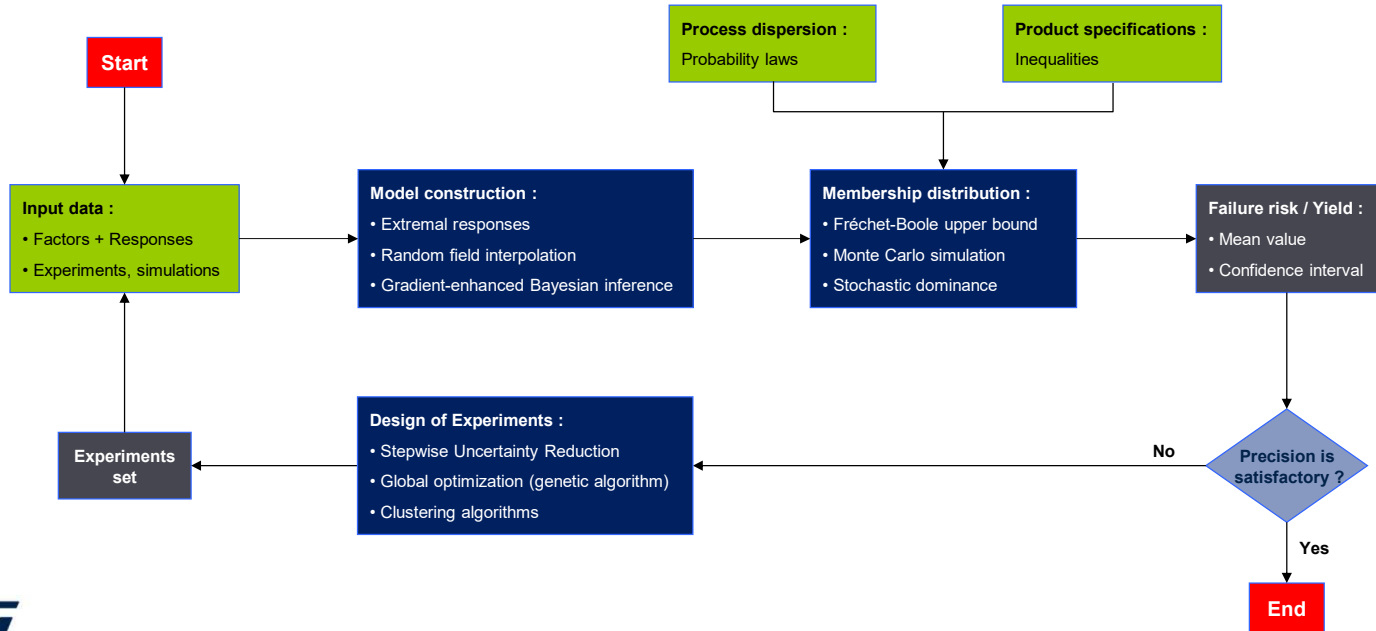 Start
Process dispersion :
Probability laws
Product specifications :
Inequalities
Input data :
• Factors + Responses
• Experiments, simulations
Model construction :
• Extremal responses
• Random field interpolation
• Gradient-enhanced Bayesian inference
Membership distribution :
• Fréchet-Boole upper bound
• Monte Carlo simulation
• Stochastic dominance
Failure risk / Yield :
• Mean value
• Confidence interval
Precision is
satisfactory ?
No
Yes
End
Design of Experiments :
• Stepwise Uncertainty Reduction
• Global optimization (genetic algorithm)
• Clustering algorithms
Experiments
set